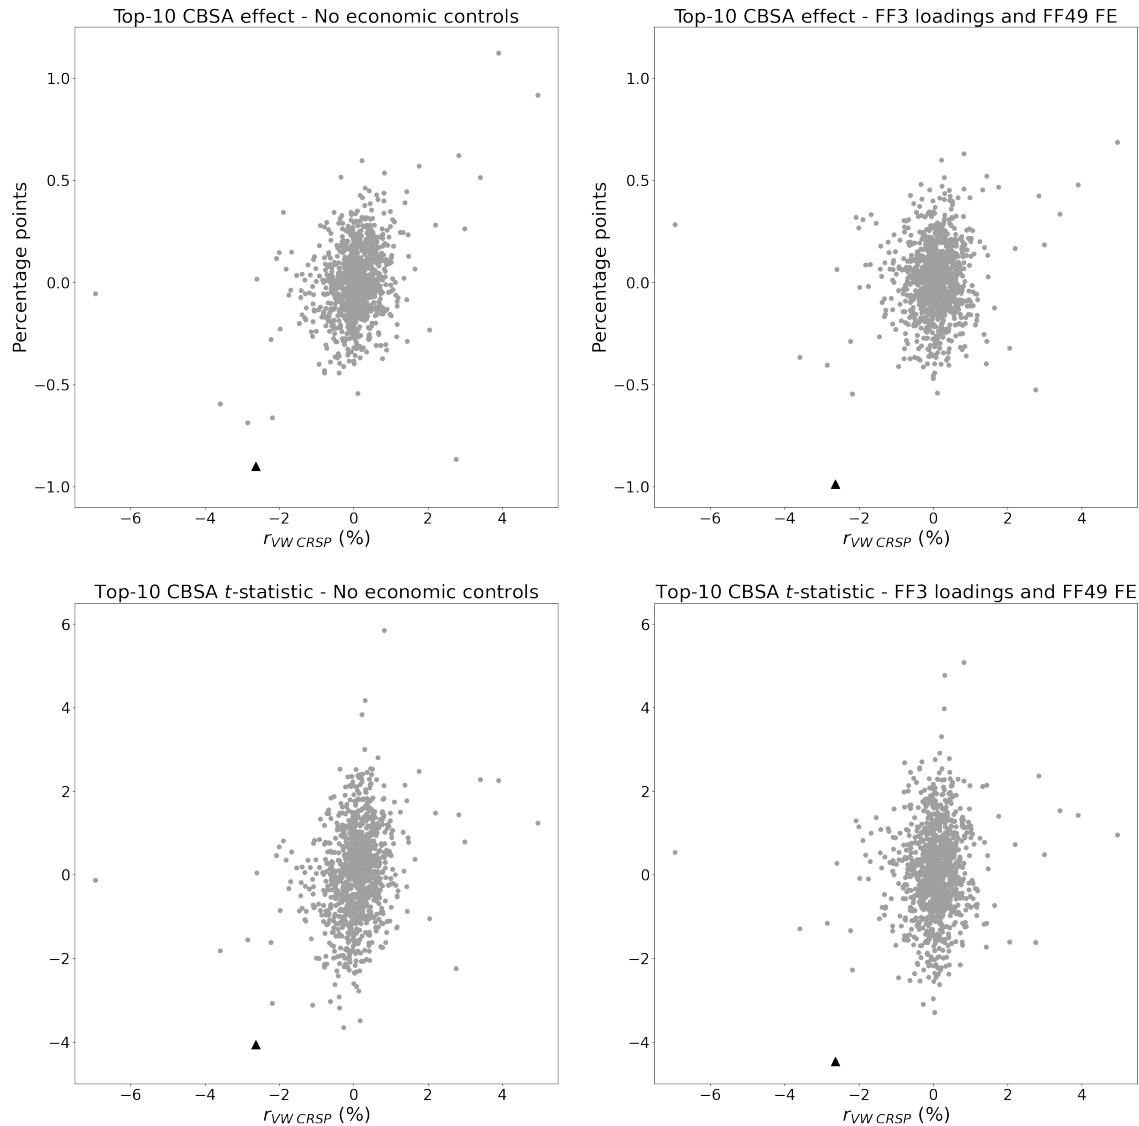 Top-10 CBSA effect - No economic controls
1.0
0.5
0.0
−0.5
−1.0
Percentage points
−6 −4 −2 0 2 4
r_VW CRSP (%)
Top-10 CBSA effect - FF3 loadings and FF49 FE
1.0
0.5
0.0
−0.5
−1.0
Percentage points
−6 −4 −2 0 2 4
r_VW CRSP (%)
Top-10 CBSA t-statistic - No economic controls
6
4
2
0
−2
−4
−6 −4 −2 0 2 4
r_VW CRSP (%)
Top-10 CBSA t-statistic - FF3 loadings and FF49 FE
6
4
2
0
−2
−4
−6 −4 −2 0 2 4
r_VW CRSP (%)